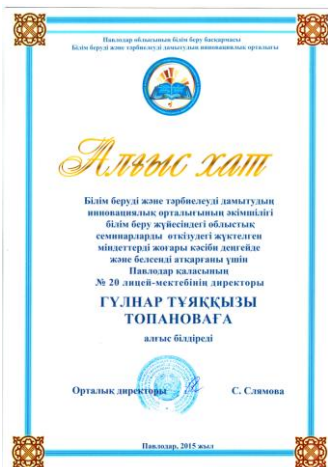 Павлодар облысының білім беру басқармасы
Білім беруді және тәрбиелеуді дамытудың инновациялық орталығы
Алғыс хат
Білім беруді және тәрбиелеудi дамытудың
инновациялық орталығының әкімшілігі
білім беру жүйесіндегі облыстық
семинарларды өткізудегі жүктелген
міндеттерді жоғары кәсіби деңгейде
және белсенді атқарғаны үшін
Павлодар қаласының
№ 20 лицей-мектебінің директоры
ГҮЛНАР ТҰЯҚҚЫЗЫ
ТОПАНОВАҒА
алғыс білдіреді
Орталық директоры С. Слямова
Павлодар, 2015 жыл